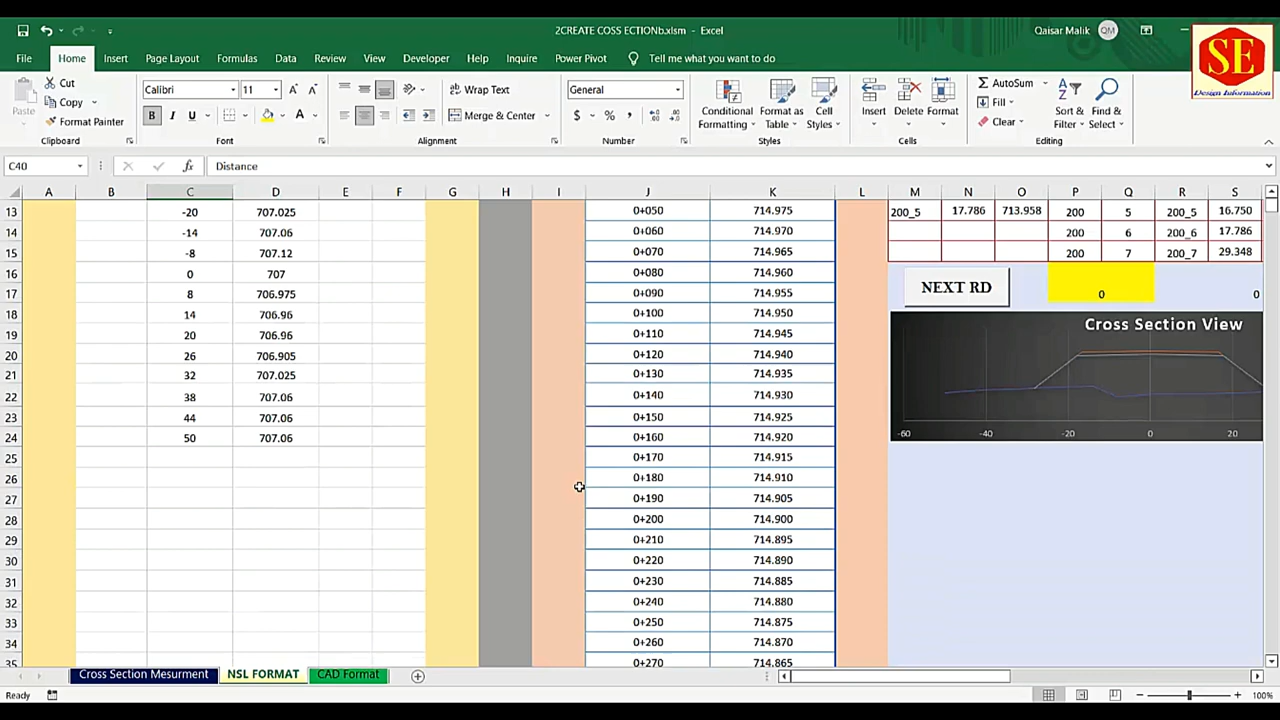 2CREATE COSS ECTIONb.xlsm - Excel
Qaisar Malik QM
SE
Design Information
File Home Insert Page Layout Formulas Data Review View Developer Help Inquire Power Pivot Tell me what you want to do
Paste
Cut
Copy
Format Painter
Clipboard
Calibri 11
B I U
Font
Wrap Text
Merge & Center
Alignment
General
$ % ,
Number
Conditional Formatting
Format as Table
Cell Styles
Styles
Insert Delete Format
Cells
AutoSum
Fill
Clear
Sort & Filter
Find & Select
Editing
C40 fx Distance
A B C D E F G H I J K L M N O P Q R S
13 -20 707.025 0+050 714.975 200_5 17.786 713.958 200 5 200_5 16.750
14 -14 707.06 0+060 714.970 200 6 200_6 17.786
15 -8 707.12 0+070 714.965 200 7 200_7 29.348
16 0 707 0+080 714.960
17 8 706.975 0+090 714.955 NEXT RD 0 0
18 14 706.96 0+100 714.950
19 20 706.96 0+110 714.945
20 26 706.905 0+120 714.940
21 32 707.025 0+130 714.935
22 38 707.06 0+140 714.930
23 44 707.06 0+150 714.925
24 50 707.06 0+160 714.920
25 0+170 714.915
26 0+180 714.910
27 0+190 714.905
28 0+200 714.900
29 0+210 714.895
30 0+220 714.890
31 0+230 714.885
32 0+240 714.880
33 0+250 714.875
34 0+260 714.870
35 0+270 714.865
Cross Section View
-60 -40 -20 0 20
Cross Section Mesurment NSL FORMAT CAD Format
Ready 100%